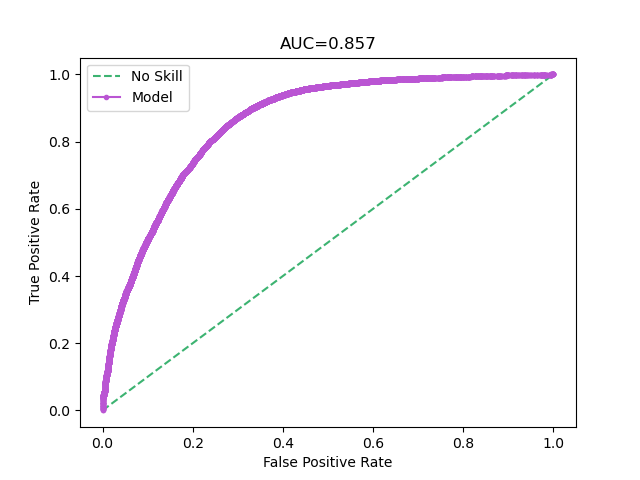 AUC=0.857
No Skill
Model
True Positive Rate
1.0
0.8
0.6
0.4
0.2
0.0
0.0 0.2 0.4 0.6 0.8 1.0
False Positive Rate